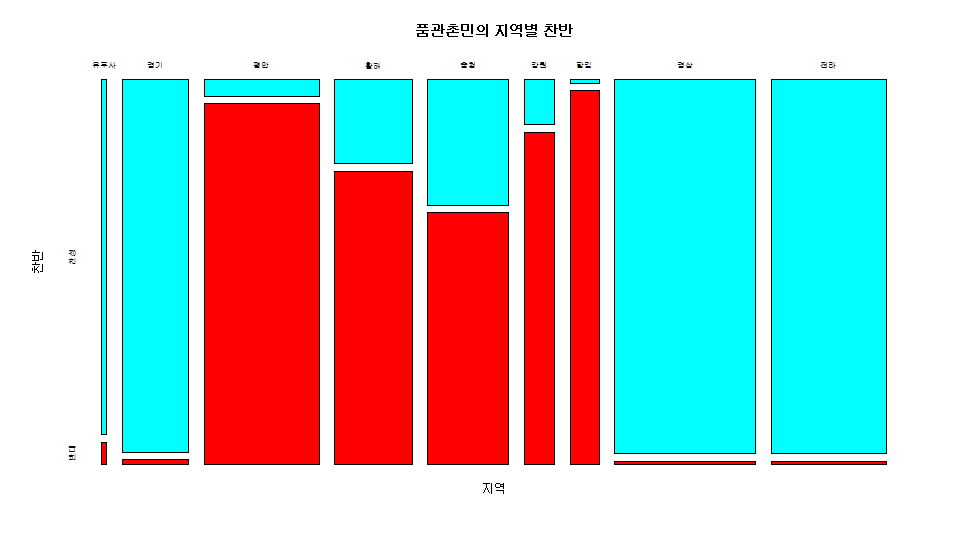 품관촌민의 지역별 찬반
유후사 경기 평안 황해 충청 강원 함길 경상 전라
찬반
찬성
반대
지역